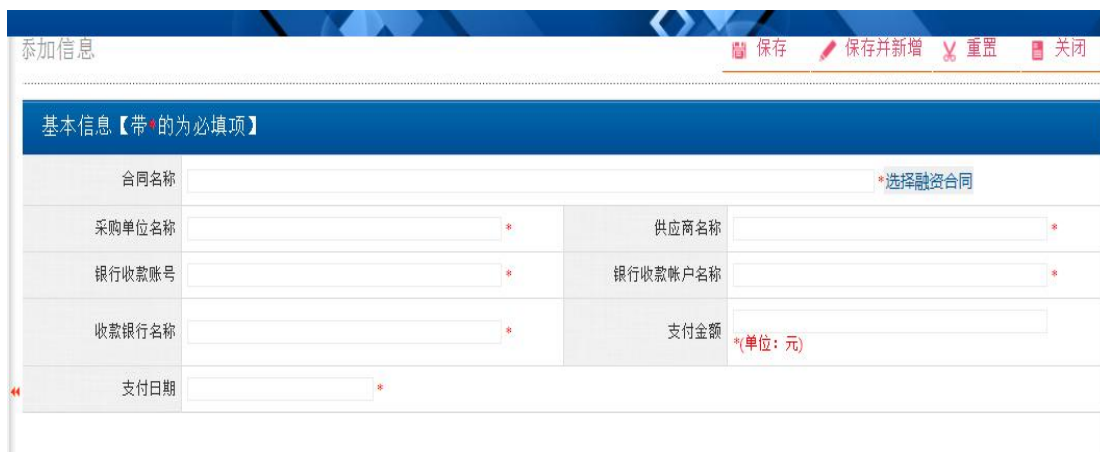 添加信息 保存 保存并新增 重置 关闭
基本信息【带*的为必填项】
合同名称 *选择融资合同
采购单位名称 * 供应商名称 *
银行收款账号 * 银行收款帐户名称 *
收款银行名称 * 支付金额
*(单位：元)
支付日期 *